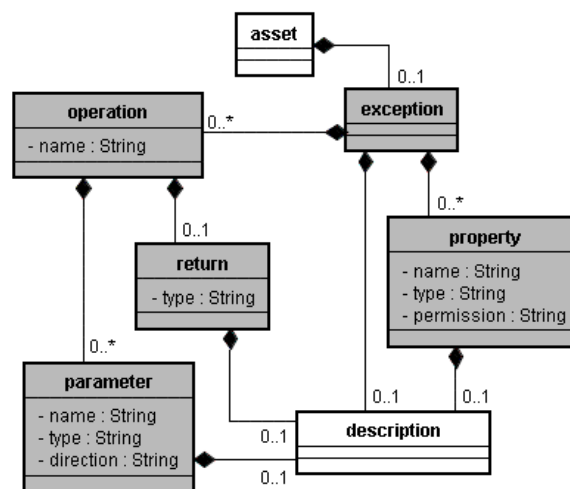 asset
0..1
operation
- name : String
0..*
exception
0..1
0..*
return
- type : String
property
- name : String
- type : String
- permission : String
0..*
parameter
- name : String
- type : String
- direction : String
0..1
0..1
0..1
description
0..1